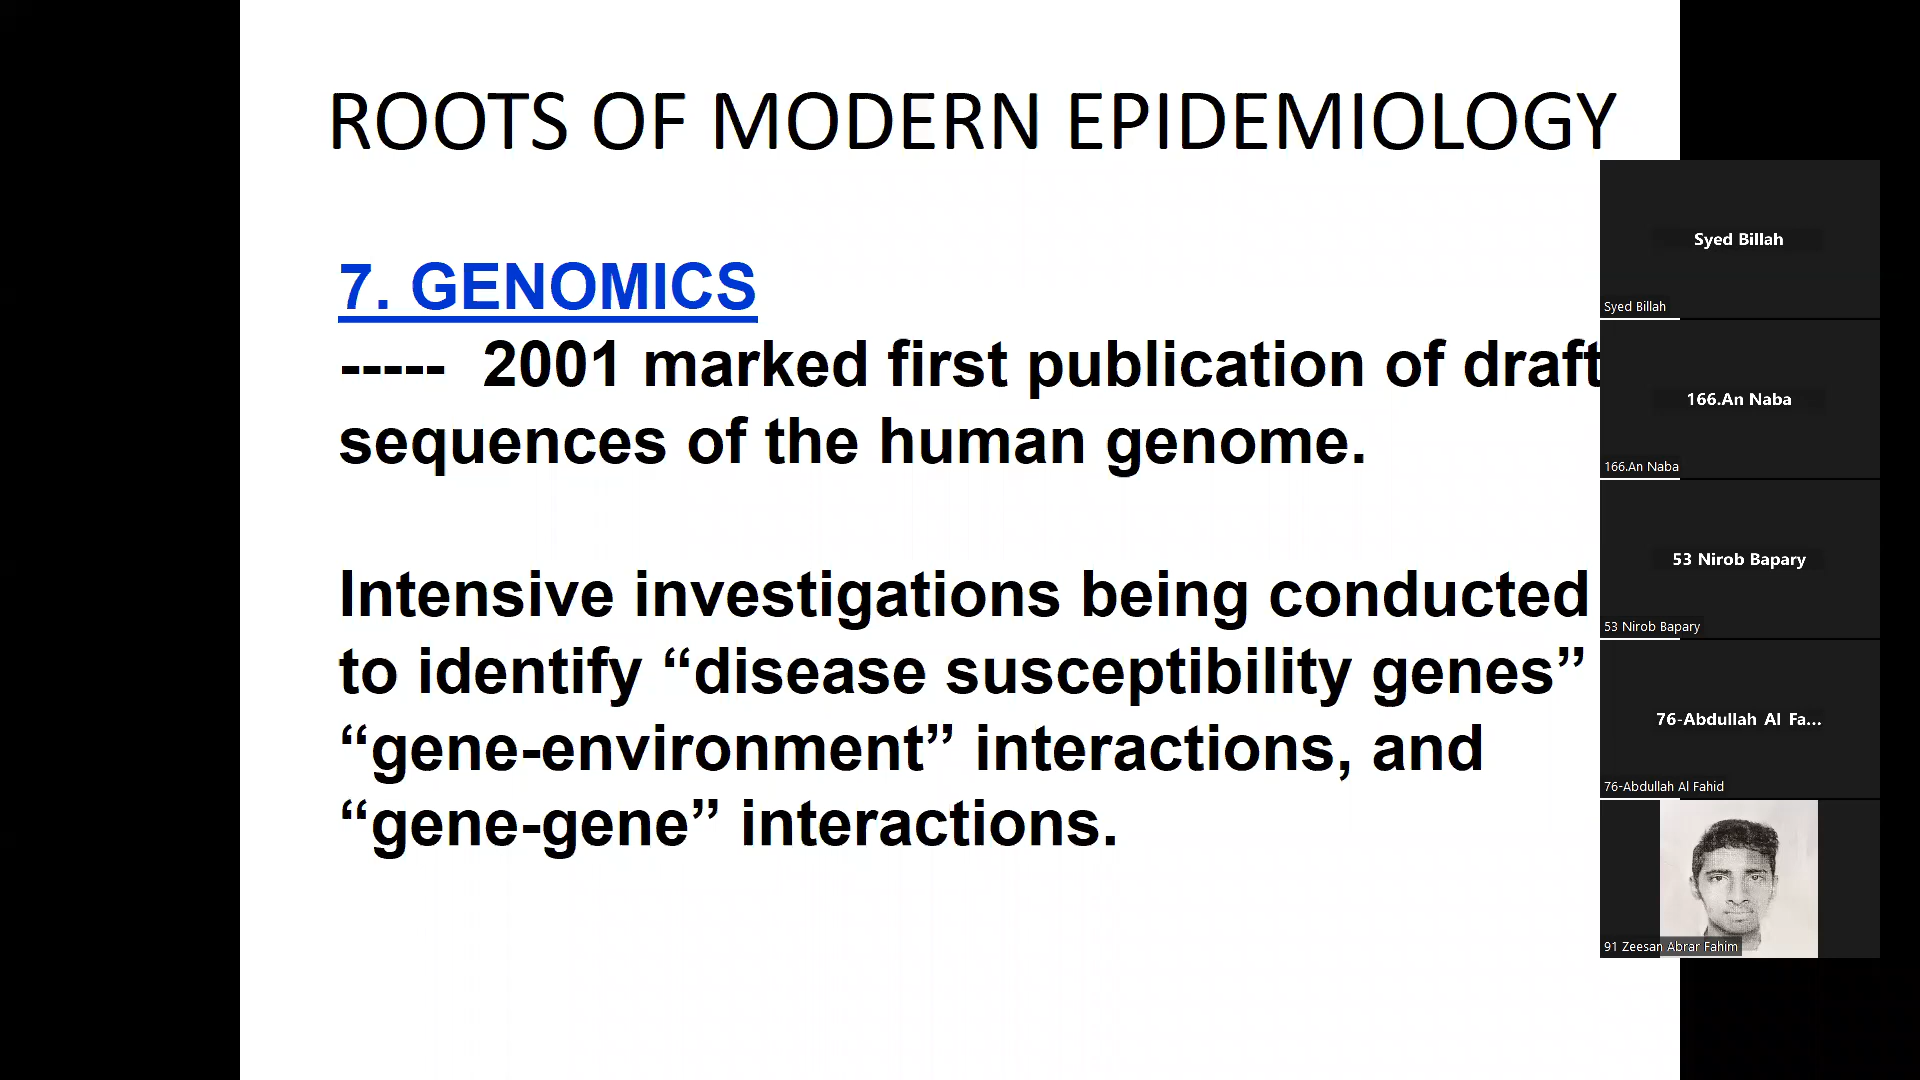 ROOTS OF MODERN EPIDEMIOLOGY
7. GENOMICS
----- 2001 marked first publication of draft
sequences of the human genome.
Intensive investigations being conducted
to identify “disease susceptibility genes”
“gene-environment” interactions, and
“gene-gene” interactions.
Syed Billah
Syed Billah
166.An Naba
166.An Naba
53 Nirob Bapary
53 Nirob Bapary
76-Abdullah Al Fa...
76-Abdullah Al Fahid
91 Zeesan Abrar Fahim